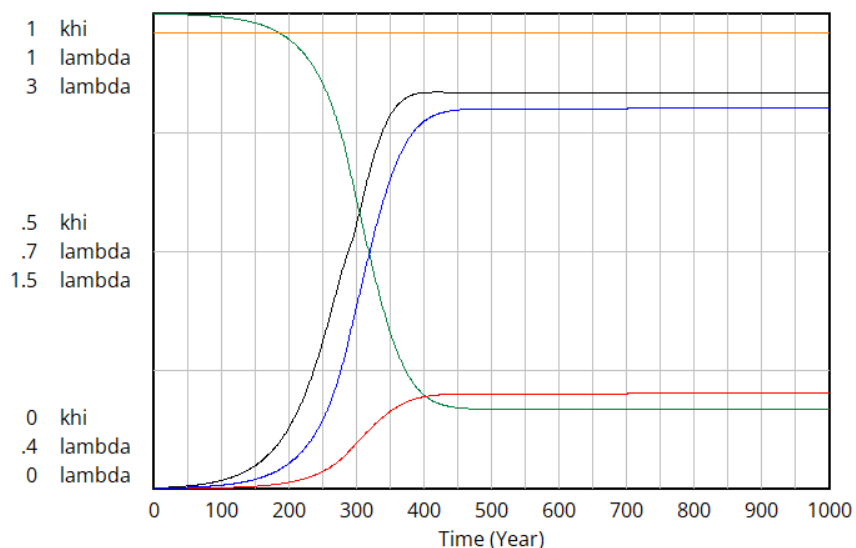 1 khi
1 lambda
3 lambda
.5 khi
.7 lambda
1.5 lambda
0 khi
.4 lambda
0 lambda
0 100 200 300 400 500 600 700 800 900 1000
Time (Year)